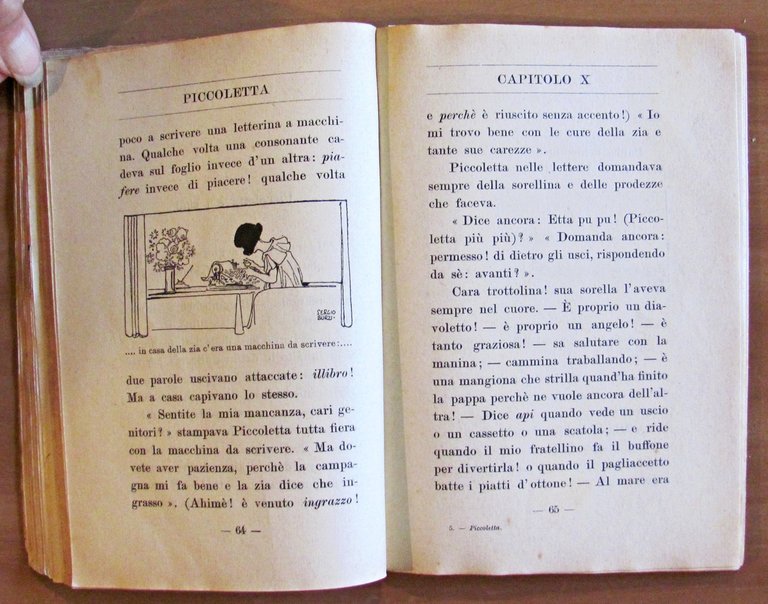 PICCOLETTA
poco a scrivere una letterina a macchi-
na. Qualche volta una consonante ca-
deva sul foglio invece d'un altra: pia-
fere invece di piacere! qualche volta
SERGIO
BURZI-
.... in casa della zia c'era una macchina da scrivere:....
due parole uscivano attaccate: illibro!
Ma a casa capivano lo stesso.
« Sentite la mia mancanza, cari ge-
nitori? » stampava Piccoletta tutta fiera
con la macchina da scrivere. « Ma do-
vete aver pazienza, perchè la campa-
gna mi fa bene e la zia dice che in-
grasso ». (Ahimè! è venuto ingrazzo!
— 64 —
CAPITOLO X
e perchè è riuscito senza accento!) « Io
mi trovo bene con le cure della zia e
tante sue carezze ».
Piccoletta nelle lettere domandava
sempre della sorellina e delle prodezze
che faceva.
« Dice ancora: Etta pu pu! (Picco-
letta più più)? » « Domanda ancora:
permesso! di dietro gli usci, rispondendo
da sè: avanti? ».
Cara trottolina! sua sorella l'aveva
sempre nel cuore. — È proprio un dia-
voletto! — è proprio un angelo! — è
tanto graziosa! — sa salutare con la
manina; — cammina traballando; — è
una mangiona che strilla quand'ha finito
la pappa perchè ne vuole ancora dell'al-
tra! — Dice api quando vede un uscio
o un cassetto o una scatola; — e ride
quando il mio fratellino fa il buffone
per divertirla! o quando il pagliaccetto
batte i piatti d'ottone! — Al mare era
— 65 —
5. — Piccoletta.